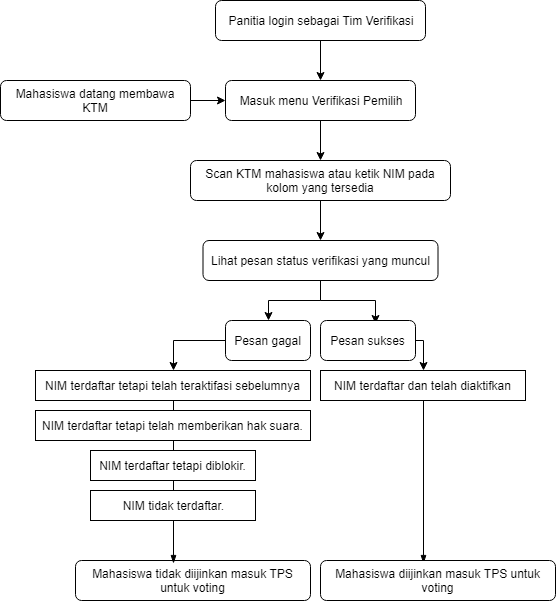 Panitia login sebagai Tim Verifikasi
Mahasiswa datang membawa
KTM
Masuk menu Verifikasi Pemilih
Scan KTM mahasiswa atau ketik NIM pada
kolom yang tersedia
Lihat pesan status verifikasi yang muncul
Pesan gagal
Pesan sukses
NIM terdaftar tetapi telah teraktifasi sebelumnya
NIM terdaftar dan telah diaktifkan
NIM terdaftar tetapi telah memberikan hak suara.
NIM terdaftar tetapi diblokir.
NIM tidak terdaftar.
Mahasiswa tidak diijinkan masuk TPS
untuk voting
Mahasiswa diijinkan masuk TPS untuk
voting